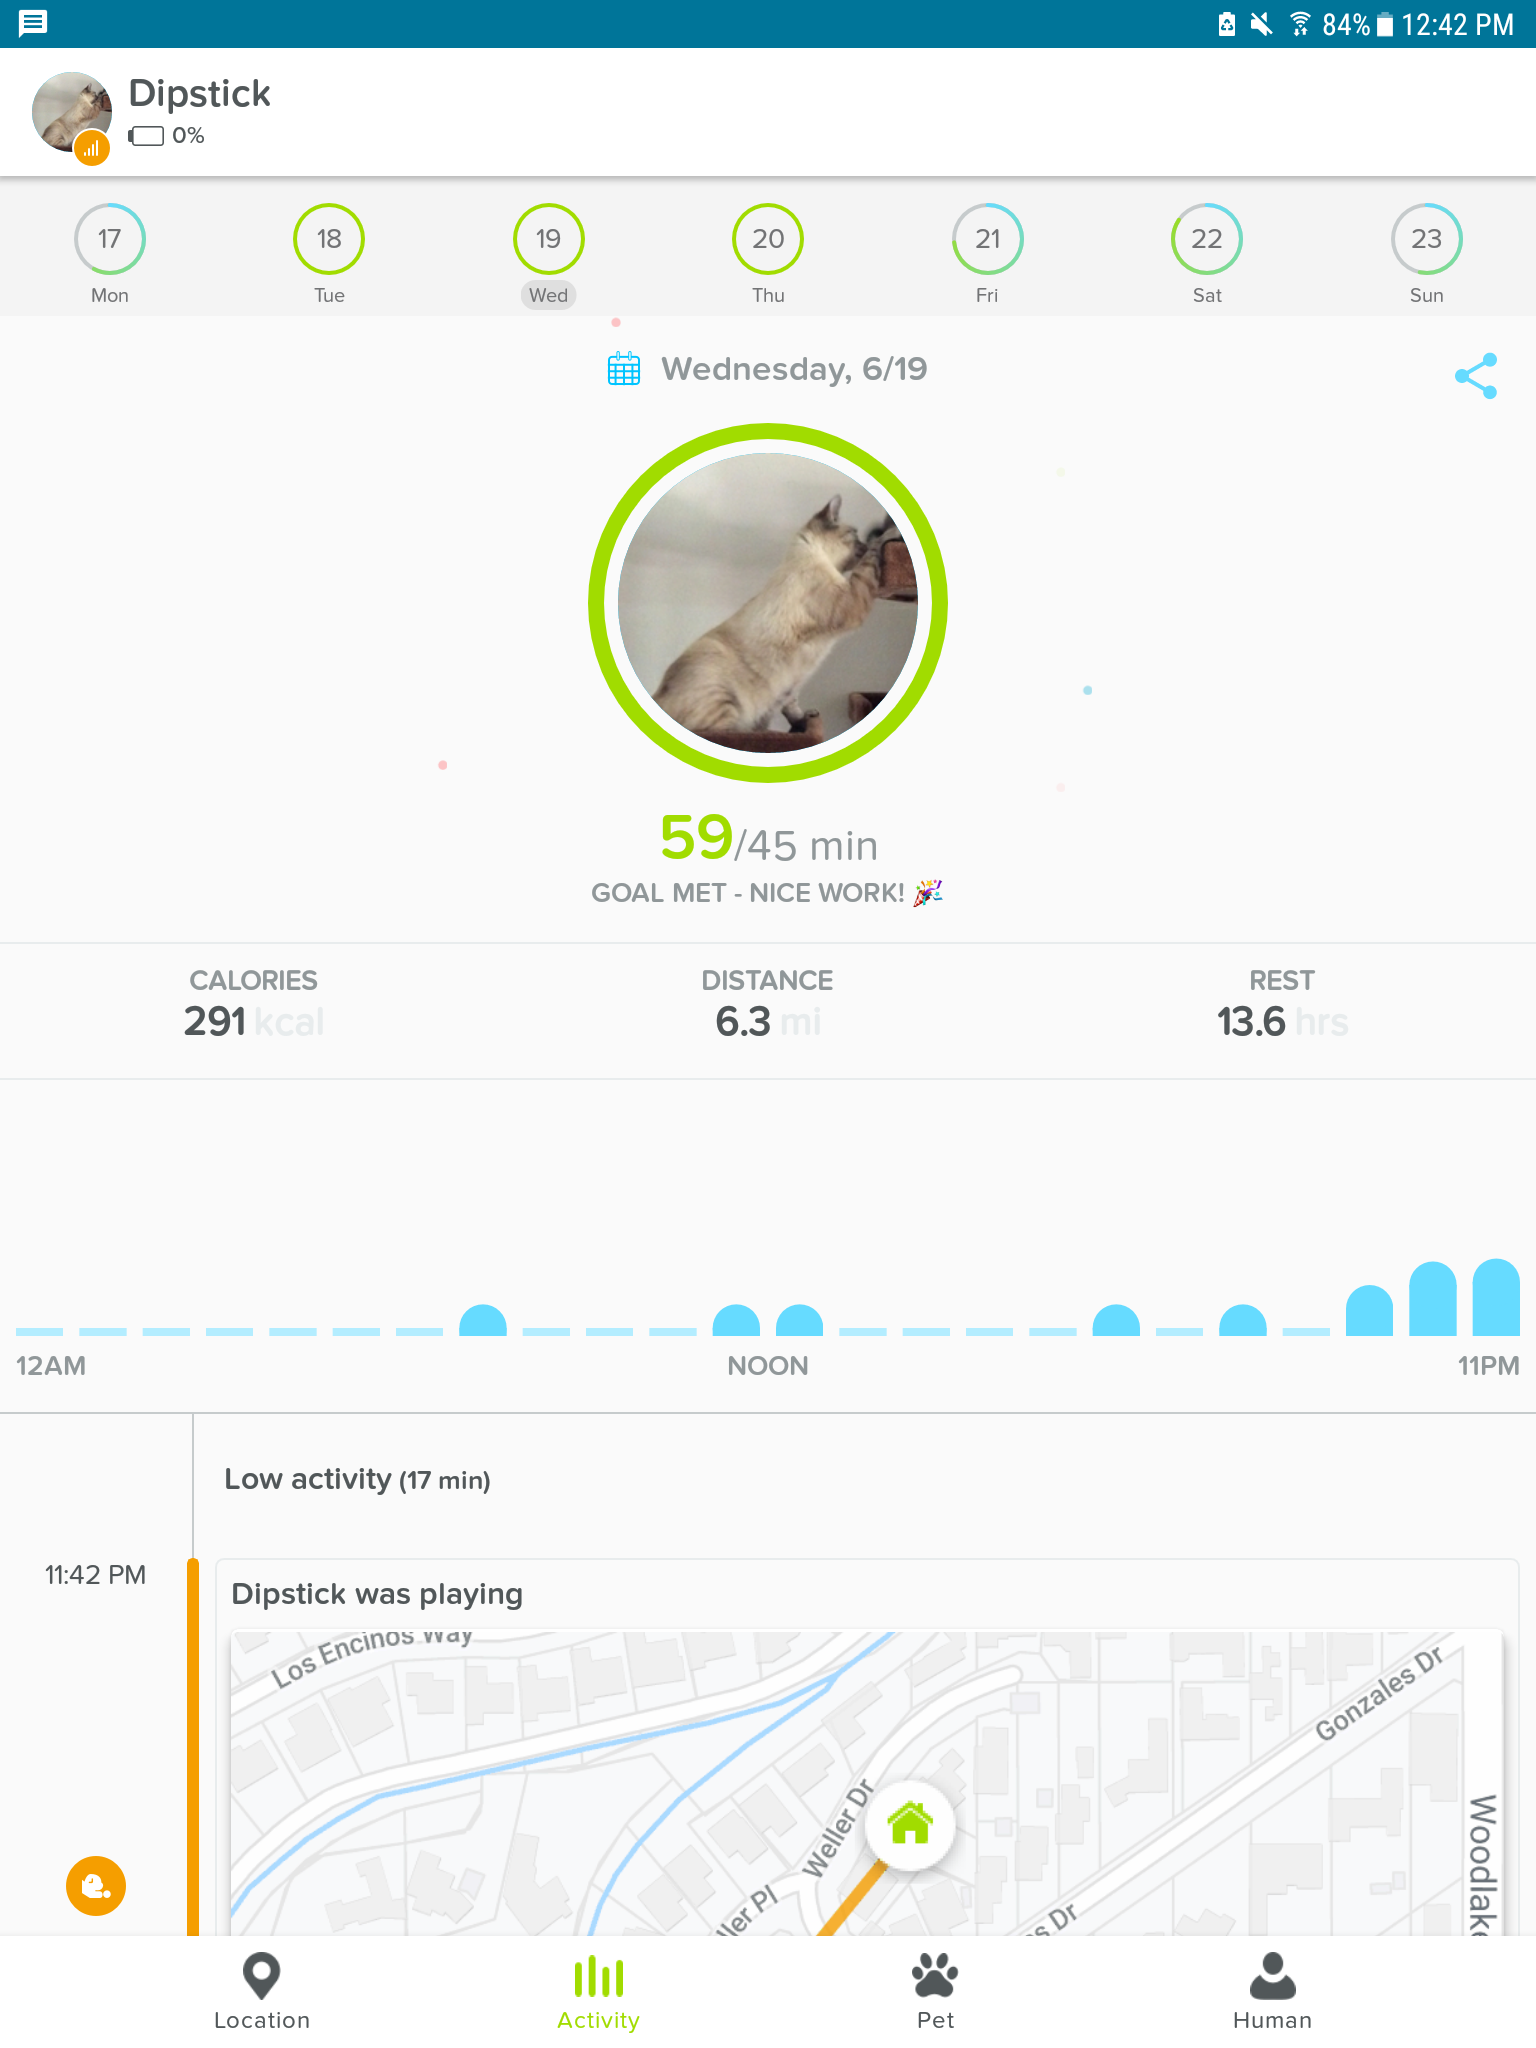 84% 12:42 PM
Dipstick
0%
17 18 19 20 21 22 23
Mon Tue Wed Thu Fri Sat Sun
Wednesday, 6/19
59/45 min
GOAL MET - NICE WORK! 🎉
CALORIES DISTANCE REST
291 kcal 6.3 mi 13.6 hrs
12AM NOON 11PM
Low activity (17 min)
11:42 PM
Dipstick was playing
Los Encinos Way
Gonzales Dr
Weller Dr
Woodlake
ller Pl
s Dr
Location Activity Pet Human